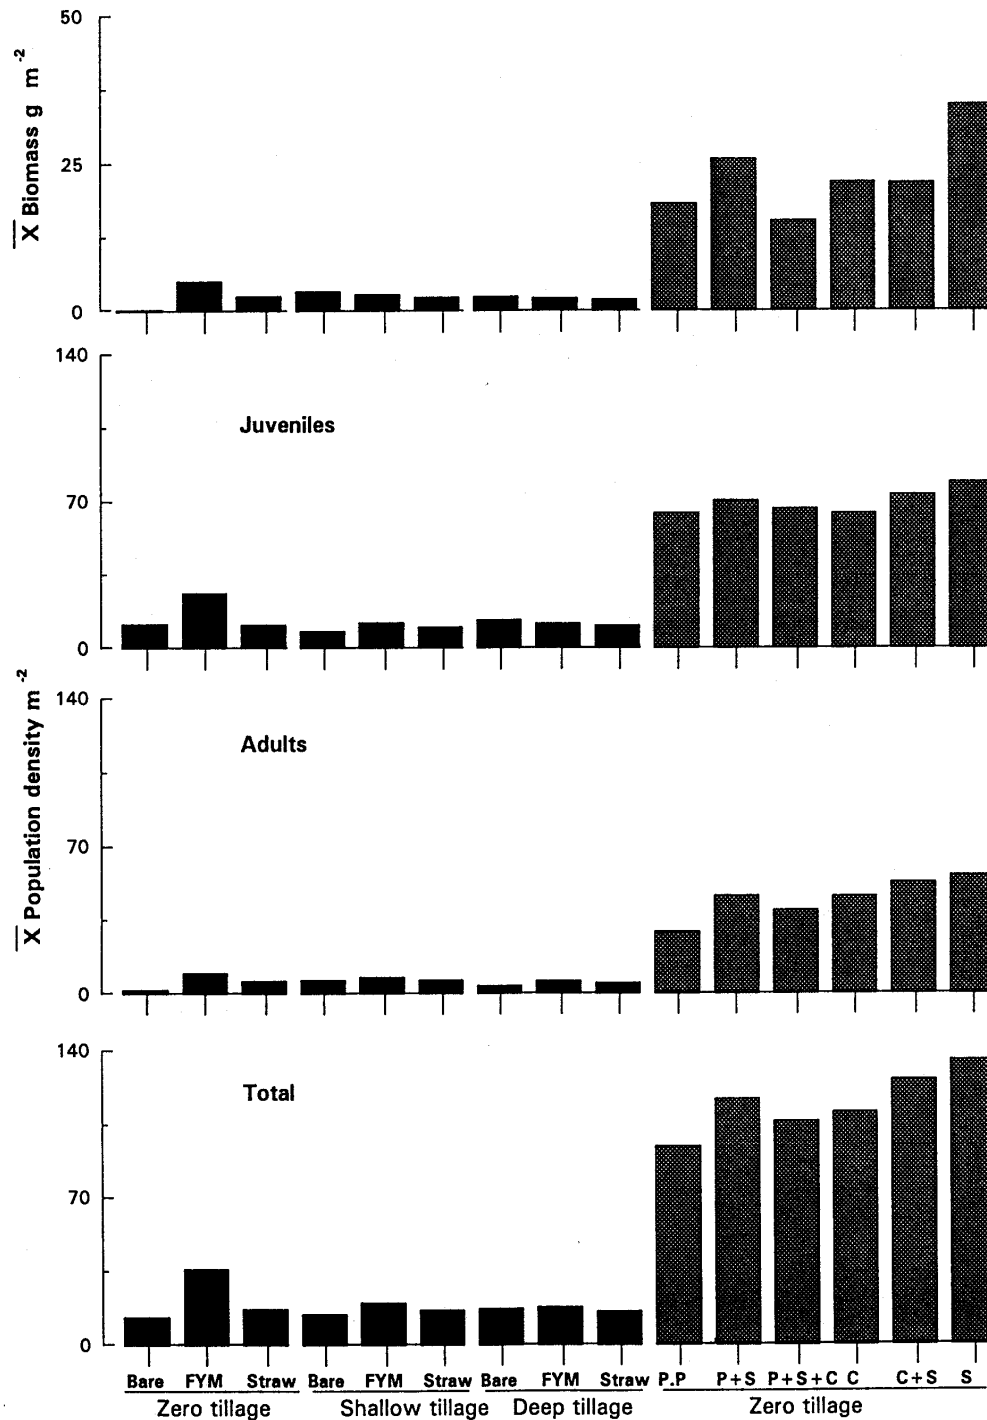 50
X Biomass g m -2
25
0
140
Juveniles
70
0
X Population density m -2
140
Adults
70
0
140
Total
70
0
Bare FYM Straw Bare FYM Straw Bare FYM Straw P.P P+S P+S+C C C+S S
Zero tillage Shallow tillage Deep tillage Zero tillage